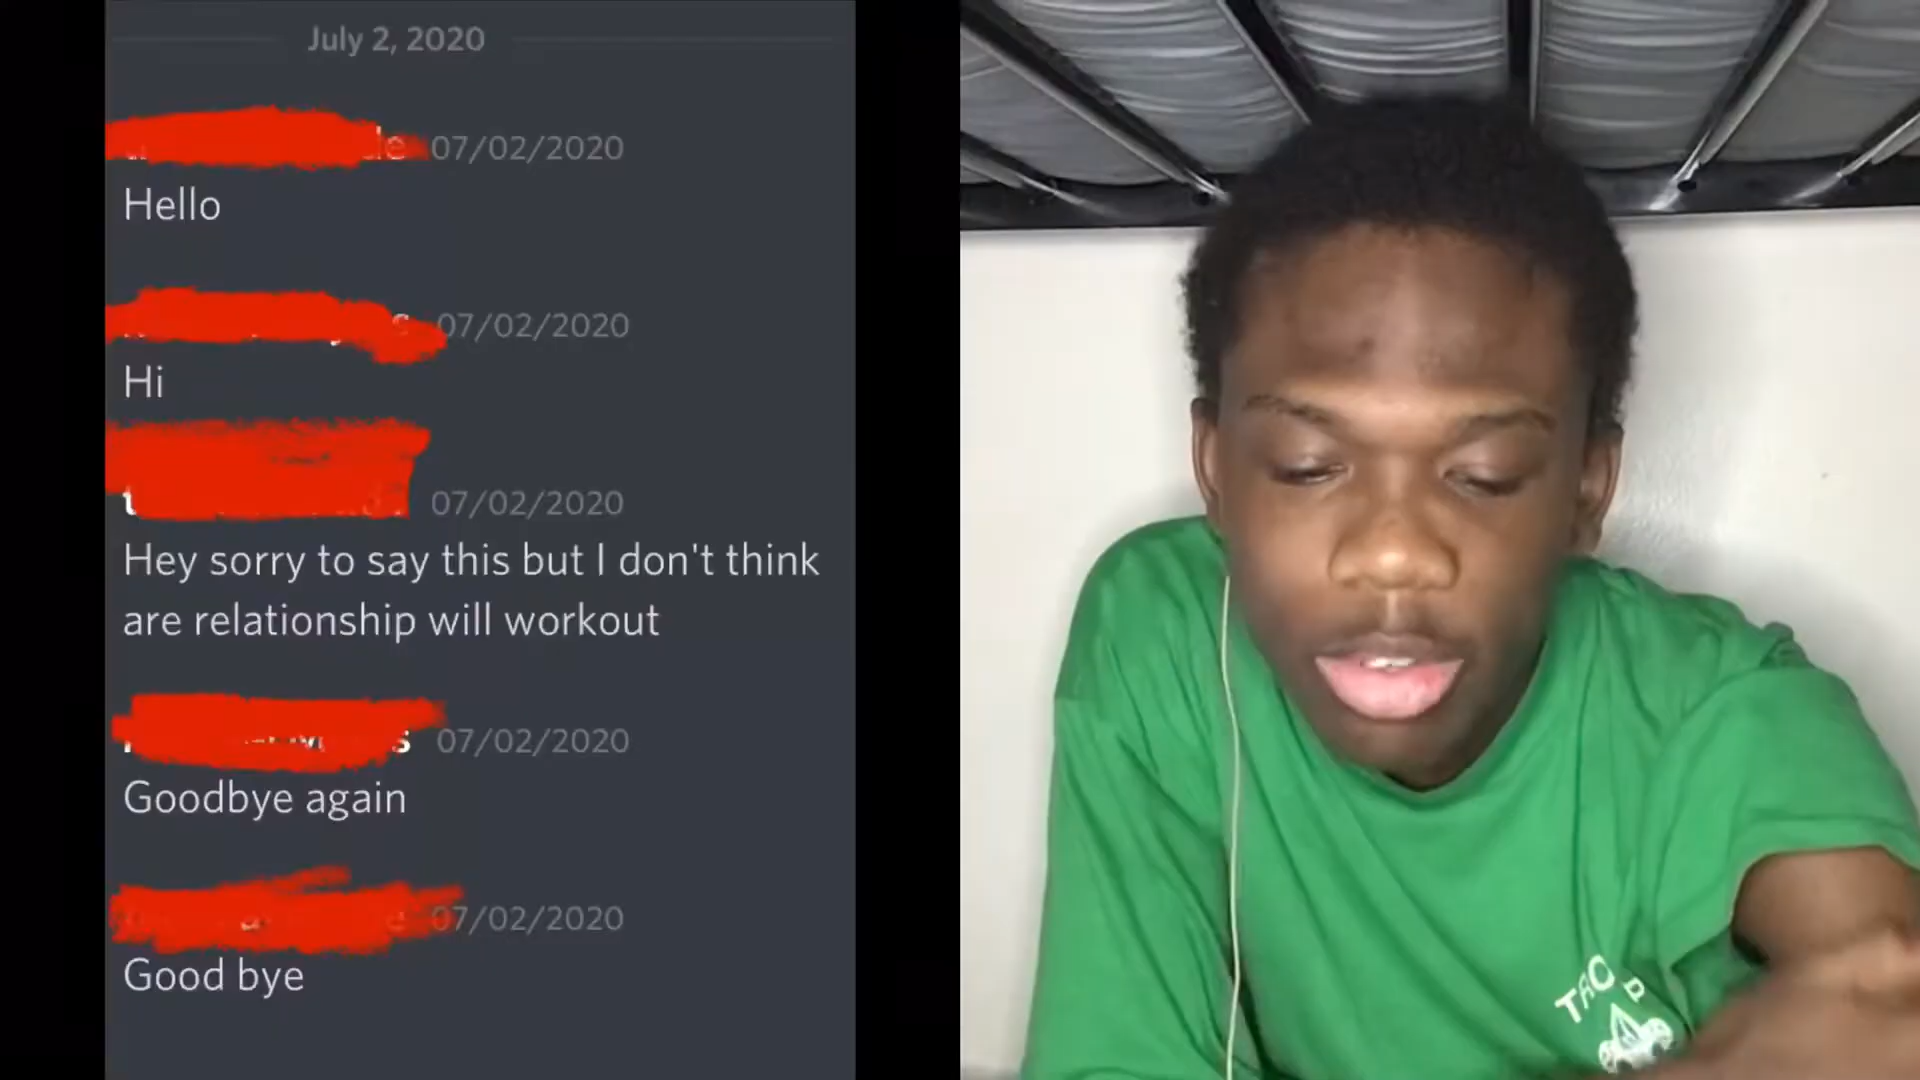 July 2, 2020
07/02/2020
Hello
07/02/2020
Hi
07/02/2020
Hey sorry to say this but I don't think
are relationship will workout
07/02/2020
Goodbye again
07/02/2020
Good bye